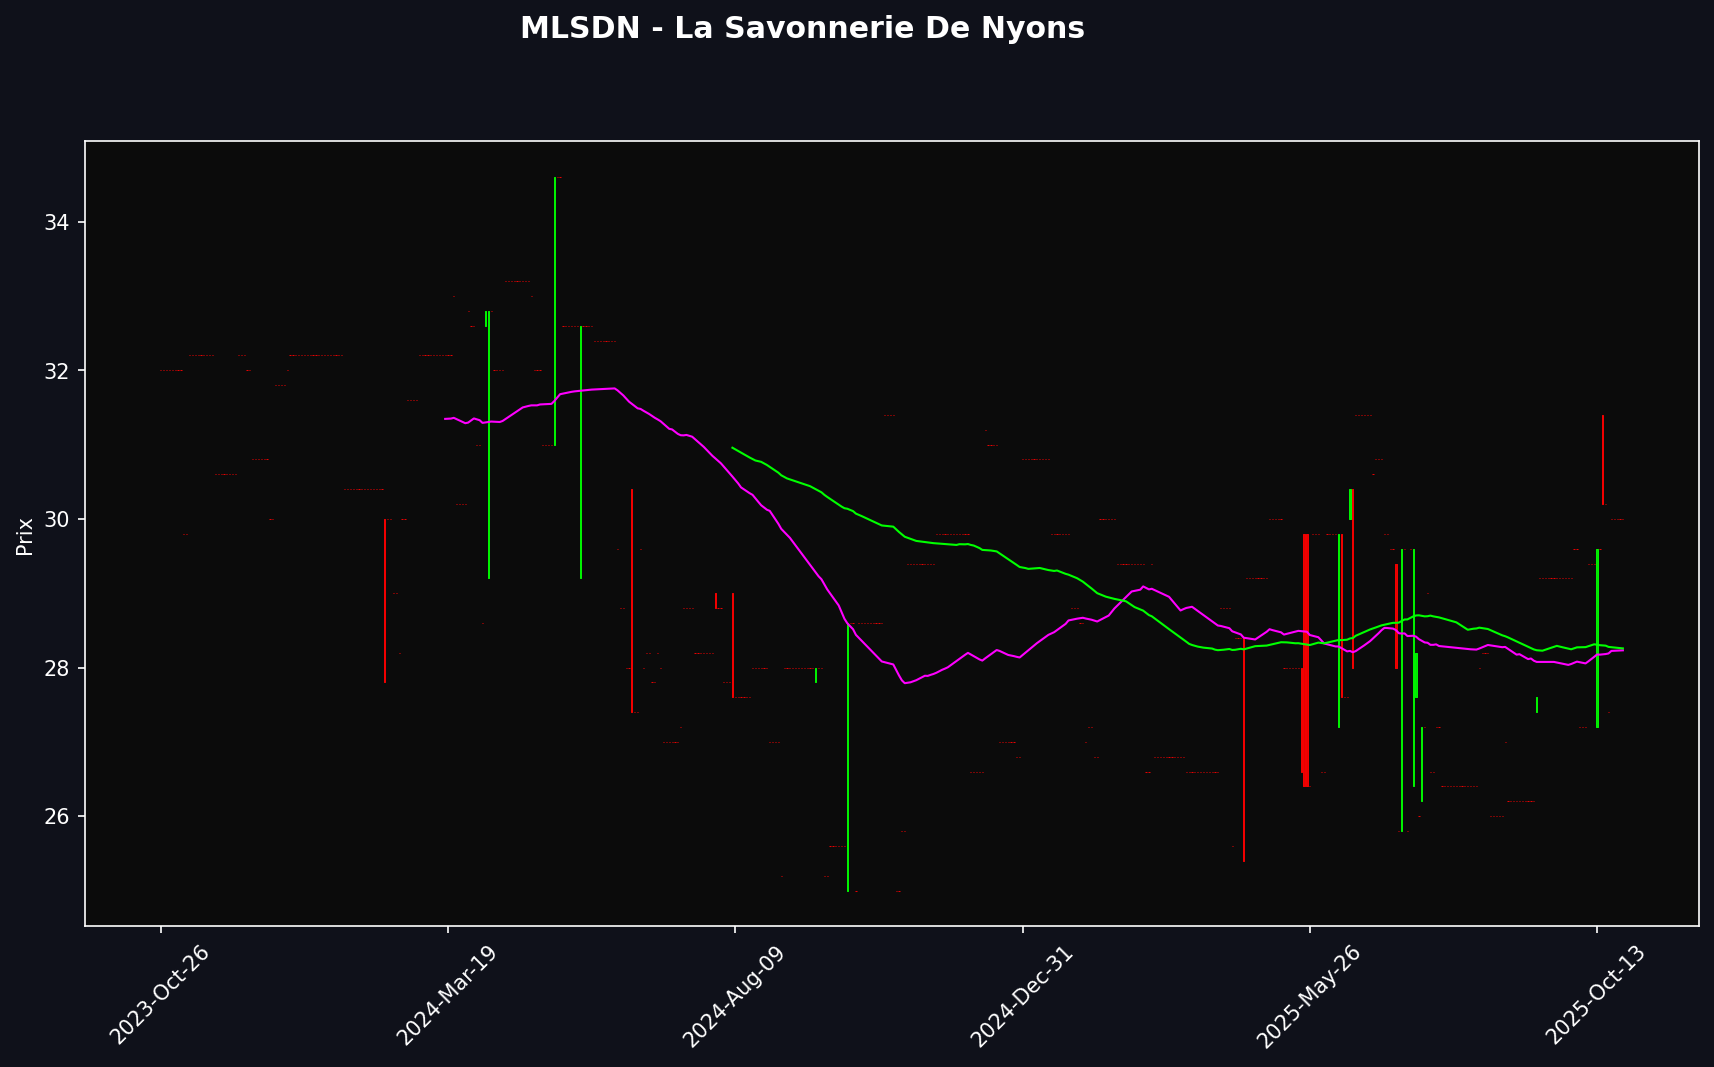 MLSDN - La Savonnerie De Nyons
Prix
34
32
30
28
26
2023-Oct-26
2024-Mar-19
2024-Aug-09
2024-Dec-31
2025-May-26
2025-Oct-13